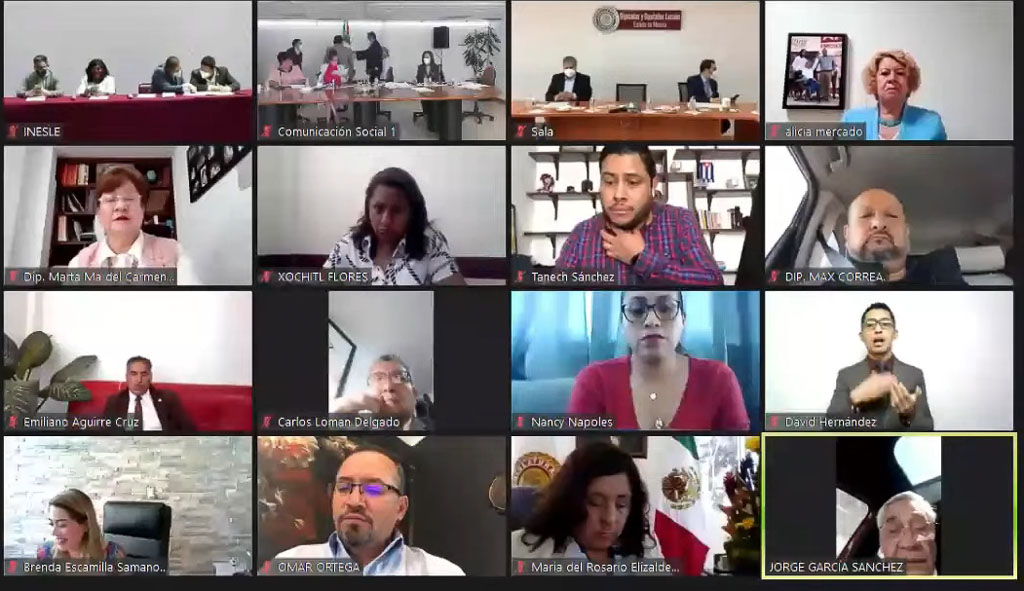 Diputadas y Diputados Locales
Estado de México
INESLE
Comunicación Social 1
Sala
alicia mercado
Dip. Marta Ma del Carmen...
XOCHITL FLORES
Tanech Sánchez
DIP. MAX CORREA.
Emiliano Aguirre Cruz
Carlos Loman Delgado
Nancy Napoles
David Hernández
Brenda Escamilla Samano...
OMAR ORTEGA
Maria del Rosario Elizalde...
JORGE GARCIA SANCHEZ